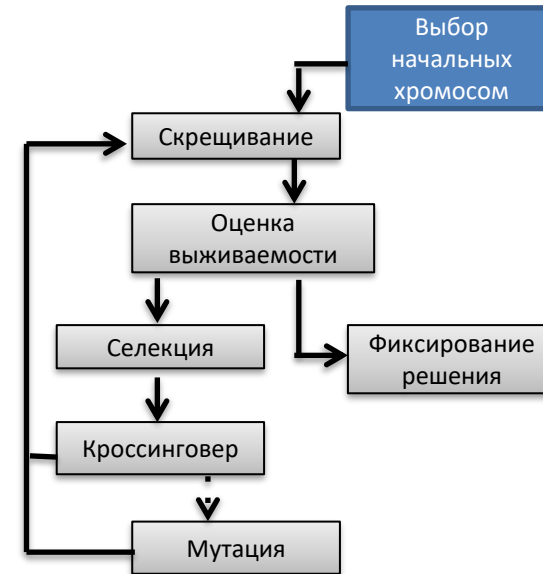 Выбор
начальных
хромосом
Скрещивание
Оценка
выживаемости
Селекция
Фиксирование
решения
Кроссинговер
Мутация